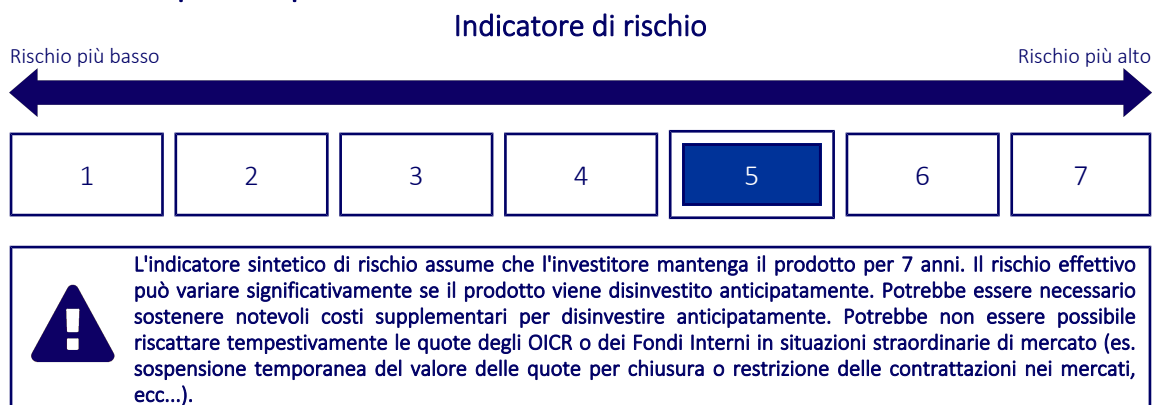 Indicatore di rischio
Rischio più basso
Rischio più alto
1 2 3 4 5 6 7
L'indicatore sintetico di rischio assume che l'investitore mantenga il prodotto per 7 anni. Il rischio effettivo
può variare significativamente se il prodotto viene disinvestito anticipatamente. Potrebbe essere necessario
sostenere notevoli costi supplementari per disinvestire anticipatamente. Potrebbe non essere possibile
riscattare tempestivamente le quote degli OICR o dei Fondi Interni in situazioni straordinarie di mercato (es.
sospensione temporanea del valore delle quote per chiusura o restrizione delle contrattazioni nei mercati,
ecc...).